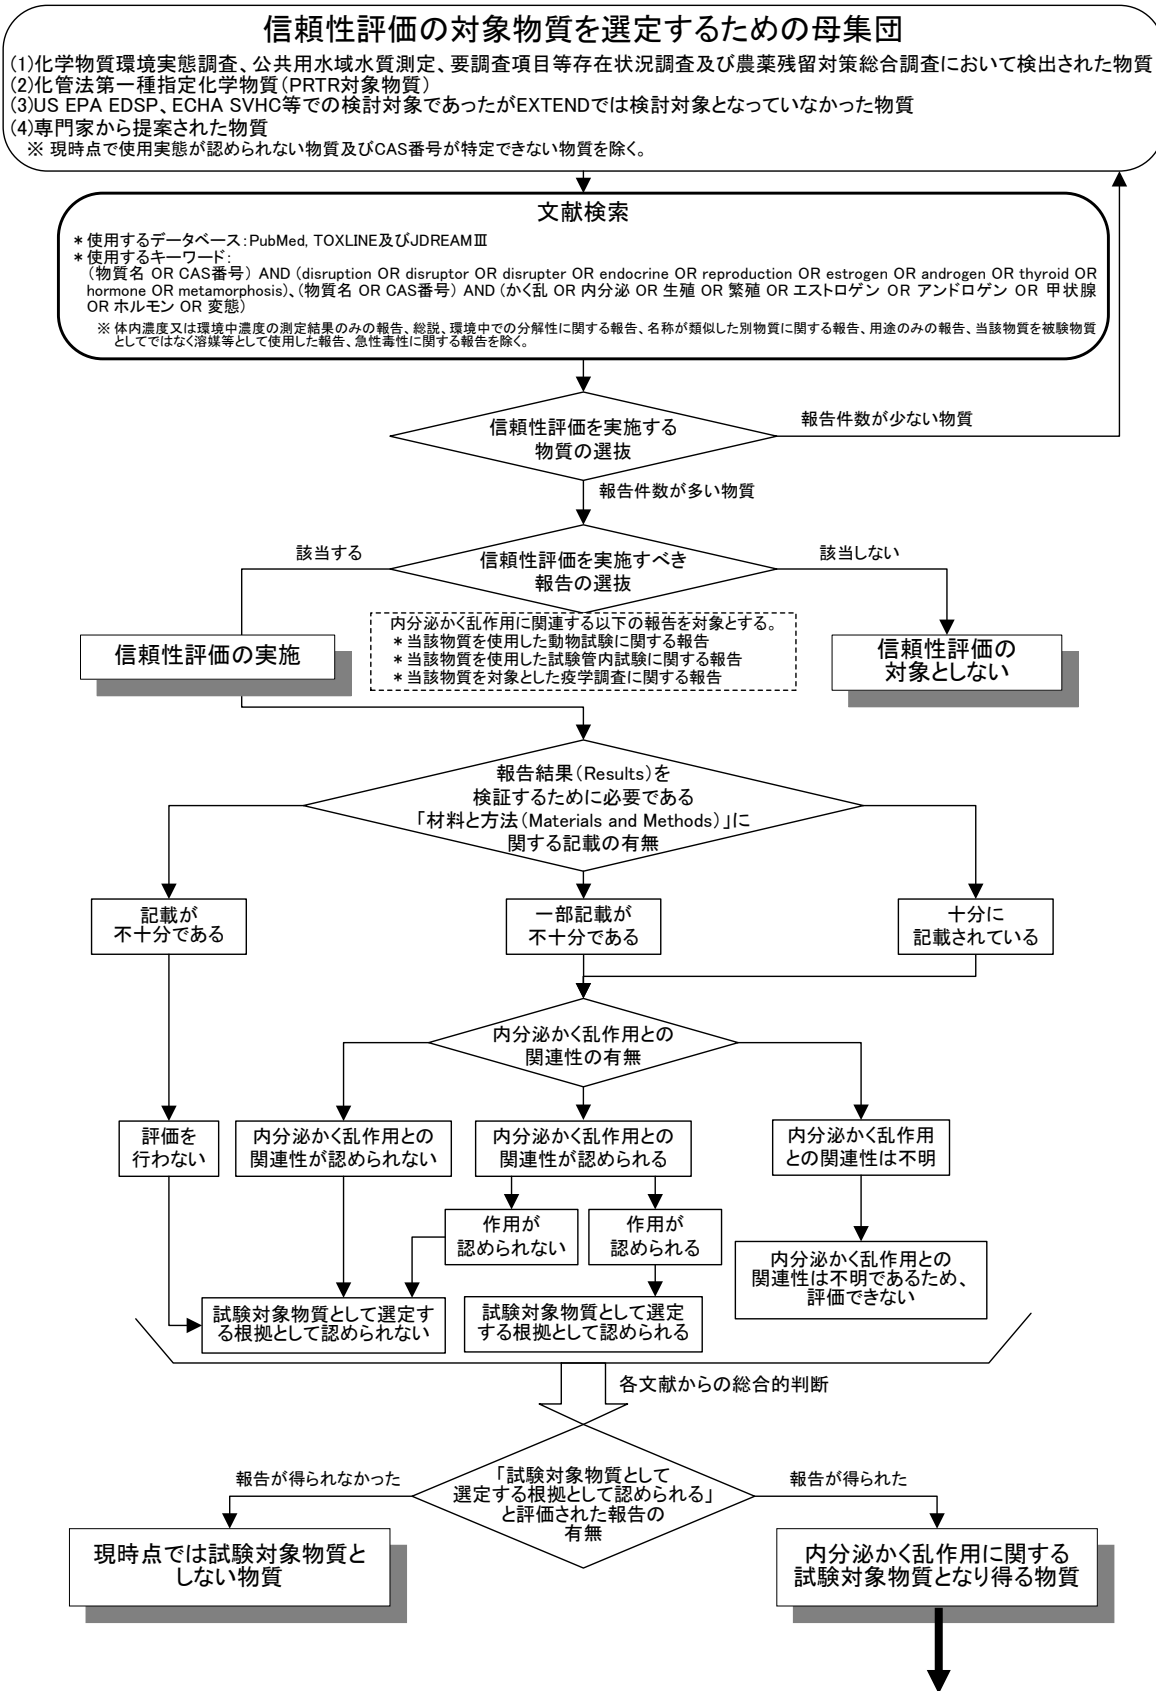 信頼性評価の対象物質を選定するための母集団
(1)化学物質環境実態調査、公共用水域水質測定、要調査項目等存在状況調査及び農薬残留対策総合調査において検出された物質
(2)化管法第一種指定化学物質(PRTR対象物質)
(3)US EPA EDSP、ECHA SVHC等での検討対象であったがEXTENDでは検討対象となっていなかった物質
(4)専門家から提案された物質
※ 現時点で使用実態が認められない物質及びCAS番号が特定できない物質を除く。
文献検索
*使用するデータベース:PubMed, TOXLINE及びJDREAMⅢ
*使用するキーワード:
(物質名 OR CAS番号) AND (disruption OR disruptor OR disrupter OR endocrine OR reproduction OR estrogen OR androgen OR thyroid OR
hormone OR metamorphosis)、(物質名 OR CAS番号) AND (かく乱 OR 内分泌 OR 生殖 OR 繁殖 OR エストロゲン OR アンドロゲン OR 甲状腺
OR ホルモン OR 変態)
※ 体内濃度又は環境中濃度の測定結果のみの報告、総説、環境中での分解性に関する報告、名称が類似した別物質に関する報告、用途のみの報告、当該物質を被験物質
としてではなく溶媒等として使用した報告、急性毒性に関する報告を除く。
信頼性評価を実施する
物質の選抜
報告件数が少ない物質
報告件数が多い物質
信頼性評価を実施すべき
報告の選抜
該当する
該当しない
内分泌かく乱作用に関連する以下の報告を対象とする。
*当該物質を使用した動物試験に関する報告
*当該物質を使用した試験管内試験に関する報告
*当該物質を対象とした疫学調査に関する報告
信頼性評価の実施
信頼性評価の
対象としない
報告結果(Results)を
検証するために必要である
「材料と方法(Materials and Methods)」に
関する記載の有無
記載が
不十分である
一部記載が
不十分である
十分に
記載されている
内分泌かく乱作用との
関連性の有無
評価を
行わない
内分泌かく乱作用との
関連性が認められない
内分泌かく乱作用との
関連性が認められる
内分泌かく乱作用
との関連性は不明
作用が
認められない
作用が
認められる
内分泌かく乱作用との
関連性は不明であるため、
評価できない
試験対象物質として選定す
る根拠として認められない
試験対象物質として選定
する根拠として認められる
各文献からの総合的判断
「試験対象物質として
選定する根拠として認められる」
と評価された報告の
有無
報告が得られなかった
報告が得られた
現時点では試験対象物質と
しない物質
内分泌かく乱作用に関する
試験対象物質となり得る物質